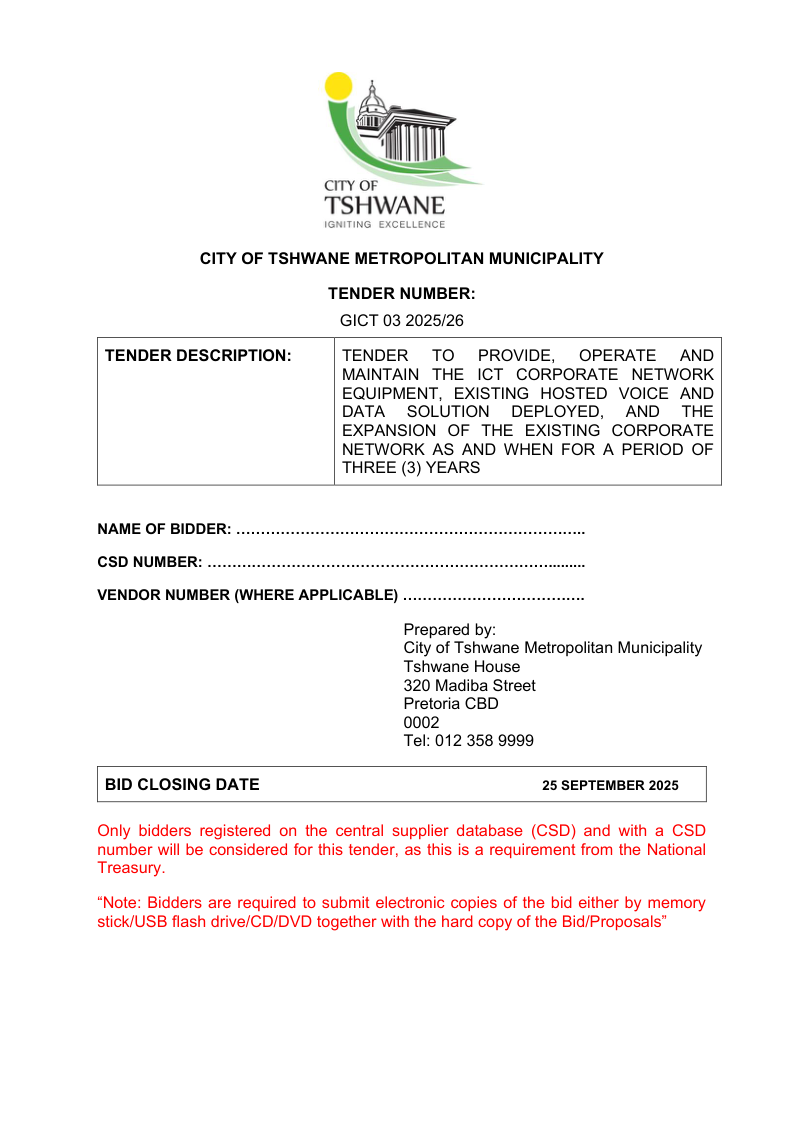 CITY OF
TSHWANE
IGNITING EXCELLENCE
CITY OF TSHWANE METROPOLITAN MUNICIPALITY
TENDER NUMBER:
GICT 03 2025/26
TENDER DESCRIPTION:
TENDER TO PROVIDE, OPERATE AND
MAINTAIN THE ICT CORPORATE NETWORK
EQUIPMENT, EXISTING HOSTED VOICE AND
DATA SOLUTION DEPLOYED, AND THE
EXPANSION OF THE EXISTING CORPORATE
NETWORK AS AND WHEN FOR A PERIOD OF
THREE (3) YEARS
NAME OF BIDDER: ……………………………………………………………..
CSD NUMBER: …………………………………………………………….........
VENDOR NUMBER (WHERE APPLICABLE) ……………………………….
Prepared by:
City of Tshwane Metropolitan Municipality
Tshwane House
320 Madiba Street
Pretoria CBD
0002
Tel: 012 358 9999
BID CLOSING DATE 25 SEPTEMBER 2025
Only bidders registered on the central supplier database (CSD) and with a CSD
number will be considered for this tender, as this is a requirement from the National
Treasury.
“Note: Bidders are required to submit electronic copies of the bid either by memory
stick/USB flash drive/CD/DVD together with the hard copy of the Bid/Proposals”